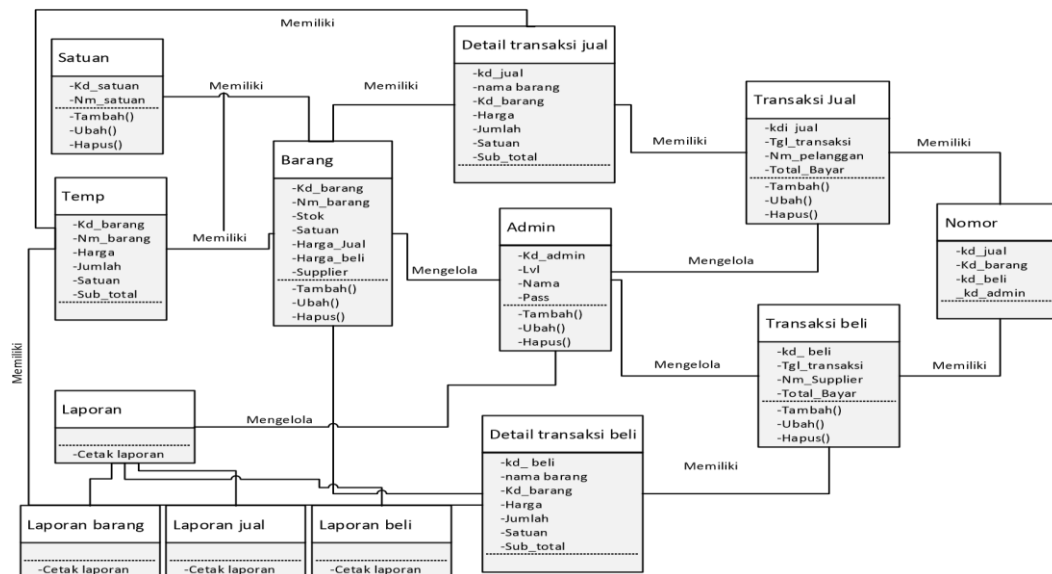 Memiliki
Satuan
-Kd_satuan
-Nm_satuan
-Tambah()
-Ubah()
-Hapus()
Memiliki
Memiliki
Detail transaksi jual
-kd_jual
-nama barang
-Kd_barang
-Harga
-Jumlah
-Satuan
-Sub_total
Memiliki
Transaksi Jual
-kdi jual
-Tgl_transaksi
-Nm_pelanggan
-Total_Bayar
-Tambah()
-Ubah()
-Hapus()
Memiliki
Temp
-Kd_barang
-Nm_barang
-Harga
-Jumlah
-Satuan
-Sub_total
Memiliki
Barang
-Kd_barang
-Nm_barang
-Stok
-Satuan
-Harga_Jual
-Harga_beli
-Supplier
-Tambah()
-Ubah()
-Hapus()
Mengelola
Admin
-Kd_admin
-Lvl
-Nama
-Pass
-Tambah()
-Ubah()
-Hapus()
Mengelola
Nomor
-kd_jual
-Kd_barang
-kd_beli
_kd_admin
Mengelola
Transaksi beli
-kd_ beli
-Tgl_transaksi
-Nm_Supplier
-Total_Bayar
-Tambah()
-Ubah()
-Hapus()
Memiliki
Memiliki
Laporan
-Cetak laporan
Mengelola
Detail transaksi beli
-kd_ beli
-nama barang
-Kd_barang
-Harga
-Jumlah
-Satuan
-Sub_total
Memiliki
Laporan barang
-Cetak laporan
Laporan jual
-Cetak laporan
Laporan beli
-Cetak laporan